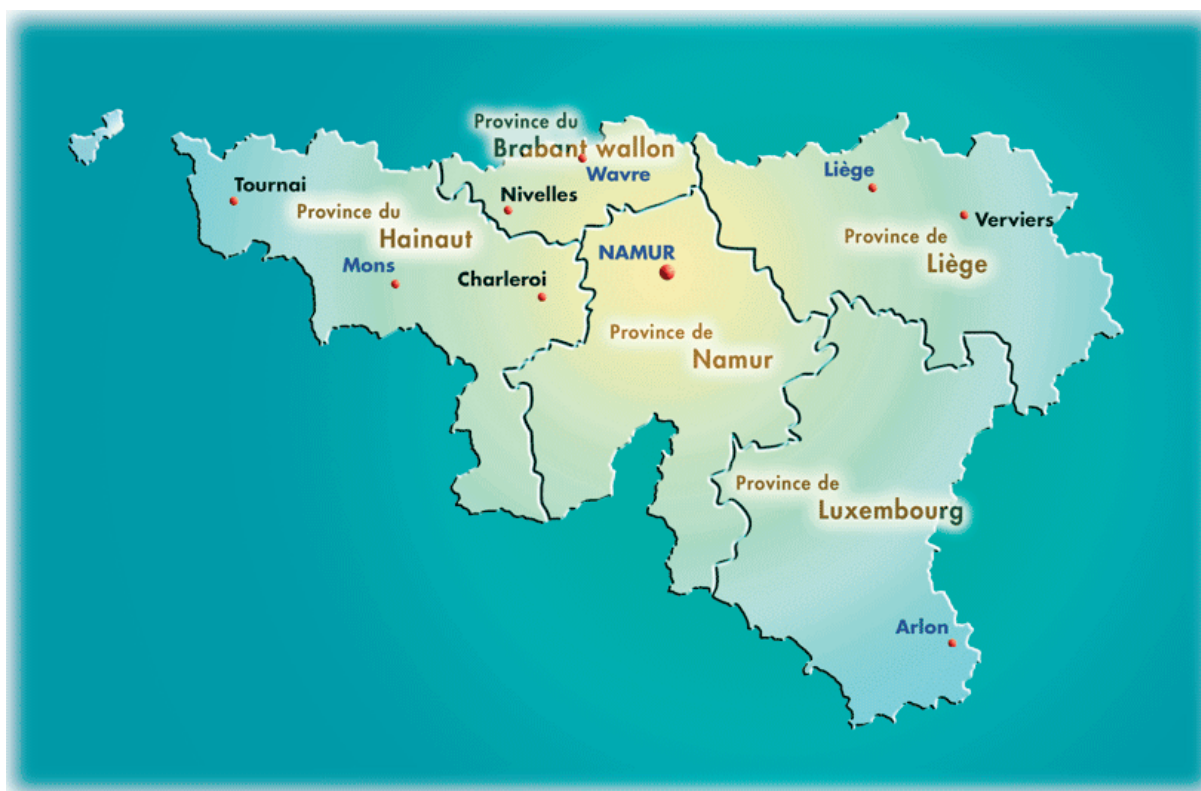 Province du
Brabant wallon
Wavre
Liège
Tournai
Nivelles
Verviers
Province du
Hainaut
Province de
Liège
Mons
NAMUR
Charleroi
Province de
Namur
Province de
Luxembourg
Arlon